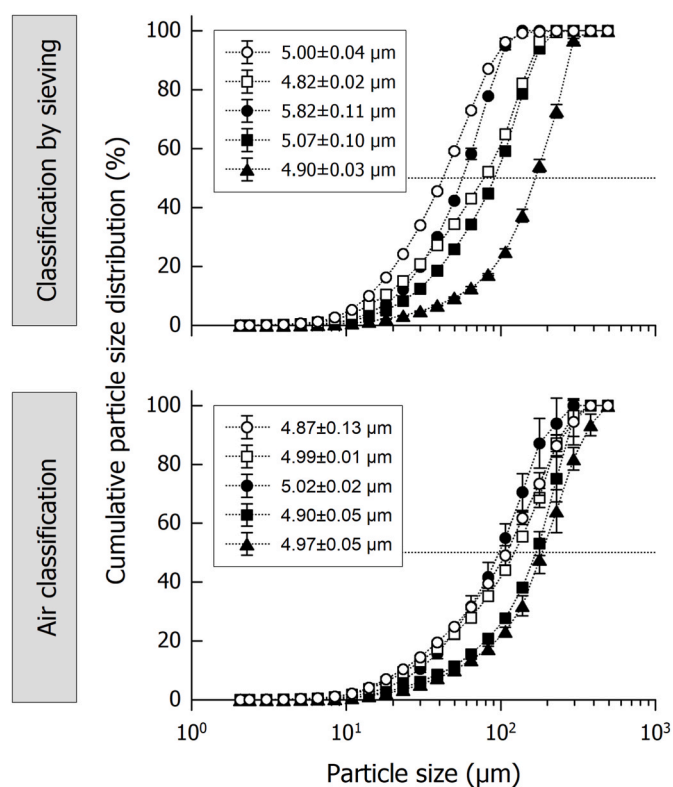 Classification by sieving
Cumulative particle size distribution (%)
100
80
60
40
20
0
5.00±0.04 µm
4.82±0.02 µm
5.82±0.11 µm
5.07±0.10 µm
4.90±0.03 µm
Air classification
100
80
60
40
20
0
4.87±0.13 µm
4.99±0.01 µm
5.02±0.02 µm
4.90±0.05 µm
4.97±0.05 µm
10⁰ 10¹ 10² 10³
Particle size (µm)